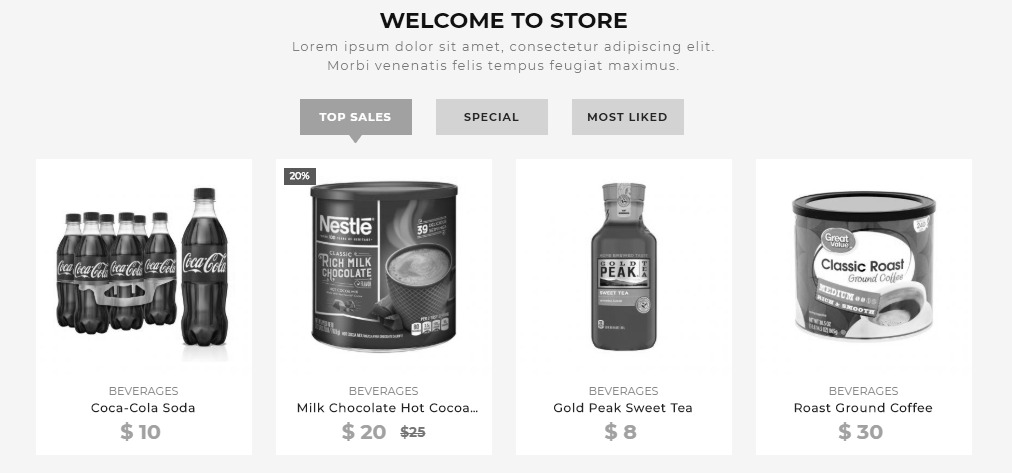 WELCOME TO STORE
Lorem ipsum dolor sit amet, consectetur adipiscing elit.
Morbi venenatis felis tempus feugiat maximus.
TOP SALES
SPECIAL
MOST LIKED
Coca-Cola
Coca-Cola
Coca-Cola
Coca-Cola
Coca-Cola
BEVERAGES
Coca-Cola Soda
$ 10
20%
Nestlé
39
CLASSIC
RICH MILK
CHOCOLATE
BEVERAGES
Milk Chocolate Hot Cocoa...
$ 20 $25
GOLD
PEAK
TEA
SWEET TEA
BEVERAGES
Gold Peak Sweet Tea
$ 8
Great
Value
Classic Roast
Ground Coffee
MEDIUM
RICH & SMOOTH
BEVERAGES
Roast Ground Coffee
$ 30